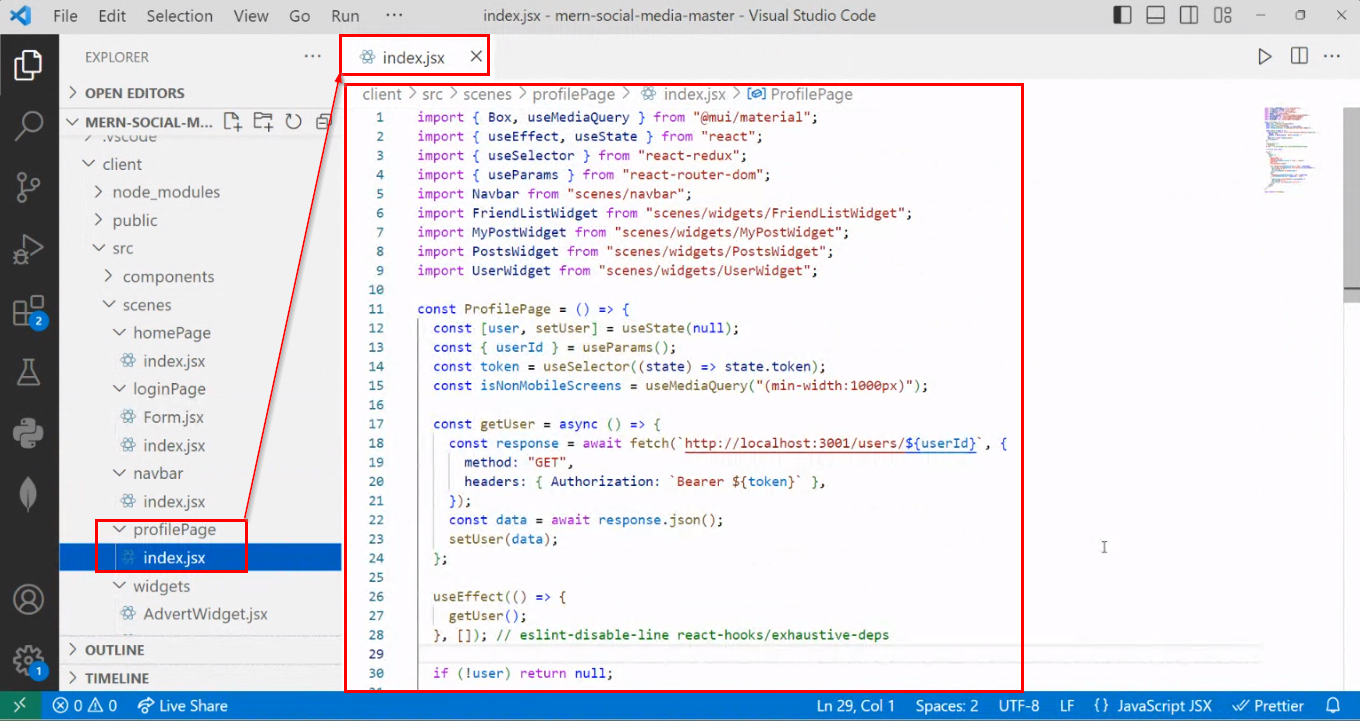 File Edit Selection View Go Run ··· index.jsx - mern-social-media-master - Visual Studio Code
EXPLORER ···
OPEN EDITORS
MERN-SOCIAL-M...
.vscode
client
node_modules
public
src
components
scenes
homePage
index.jsx
loginPage
Form.jsx
index.jsx
navbar
index.jsx
profilePage
index.jsx
widgets
AdvertWidget.jsx
OUTLINE
TIMELINE
2
1
index.jsx
client > src > scenes > profilePage > index.jsx > ProfilePage
1 import { Box, useMediaQuery } from "@mui/material";
2 import { useEffect, useState } from "react";
3 import { useSelector } from "react-redux";
4 import { useParams } from "react-router-dom";
5 import Navbar from "scenes/navbar";
6 import FriendListWidget from "scenes/widgets/FriendListWidget";
7 import MyPostWidget from "scenes/widgets/MyPostWidget";
8 import PostsWidget from "scenes/widgets/PostsWidget";
9 import UserWidget from "scenes/widgets/UserWidget";
10
11 const ProfilePage = () => {
12 const [user, setUser] = useState(null);
13 const { userId } = useParams();
14 const token = useSelector((state) => state.token);
15 const isNonMobileScreens = useMediaQuery("(min-width:1000px)");
16
17 const getUser = async () => {
18 const response = await fetch(`http://localhost:3001/users/${userId}`, {
19 method: "GET",
20 headers: { Authorization: `Bearer ${token}` },
21 });
22 const data = await response.json();
23 setUser(data);
24 };
25
26 useEffect(() => {
27 getUser();
28 }, []); // eslint-disable-line react-hooks/exhaustive-deps
29
30 if (!user) return null;
0 0 Live Share Ln 29, Col 1 Spaces: 2 UTF-8 LF {} JavaScript JSX Prettier